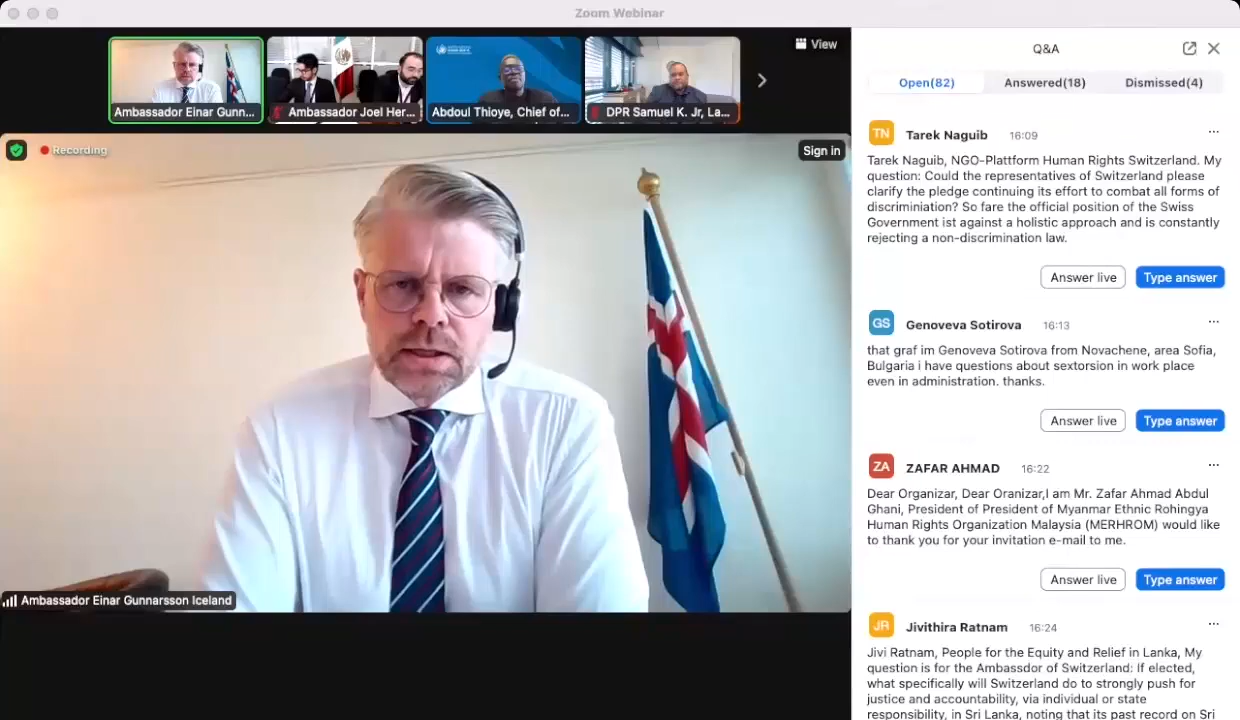 Zoom Webinar
View
Ambassador Einar Gunn...
Ambassador Joel Her...
Abdoul Thioye, Chief of...
DPR Samuel K. Jr, La...
Recording
Sign in
Ambassador Einar Gunnarsson Iceland
Q&A
Open(82)
Answered(18)
Dismissed(4)
TN
Tarek Naguib 16:09
Tarek Naguib, NGO-Plattform Human Rights Switzerland. My
question: Could the representatives of Switzerland please
clarify the pledge continuing its effort to combat all forms of
discriminiation? So fare the official position of the Swiss
Government ist against a holistic approach and is constantly
rejecting a non-discrimination law.
Answer live
Type answer
GS
Genoveva Sotirova 16:13
that graf im Genoveva Sotirova from Novachene, area Sofia,
Bulgaria i have questions about sextorsion in work place
even in administration. thanks.
Answer live
Type answer
ZA
ZAFAR AHMAD 16:22
Dear Organizar, Dear Oranizar,I am Mr. Zafar Ahmad Abdul
Ghani, President of President of Myanmar Ethnic Rohingya
Human Rights Organization Malaysia (MERHROM) would like
to thank you for your invitation e-mail to me.
Answer live
Type answer
JR
Jivithira Ratnam 16:24
Jivi Ratnam, People for the Equity and Relief in Lanka, My
question is for the Ambassdor of Switzerland: If elected,
what specifically will Switzerland do to strongly push for
justice and accountability, via individual or state
responsibility, in Sri Lanka, noting that its past record on Sri